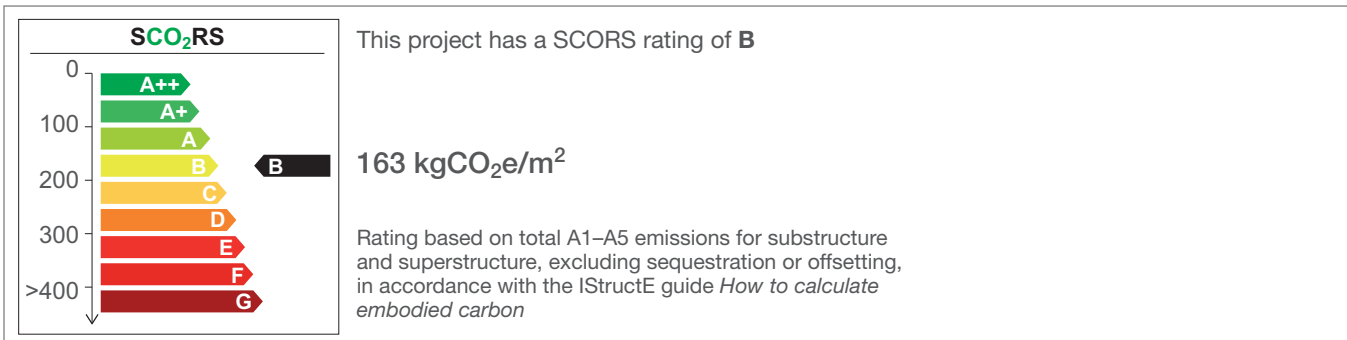 SCO₂RS
0
A++
A+
100
A
B
B
200
C
D
300
E
F
>400
G
This project has a SCORS rating of B
163 kgCO₂e/m²
Rating based on total A1–A5 emissions for substructure
and superstructure, excluding sequestration or offsetting,
in accordance with the IStructE guide How to calculate
embodied carbon